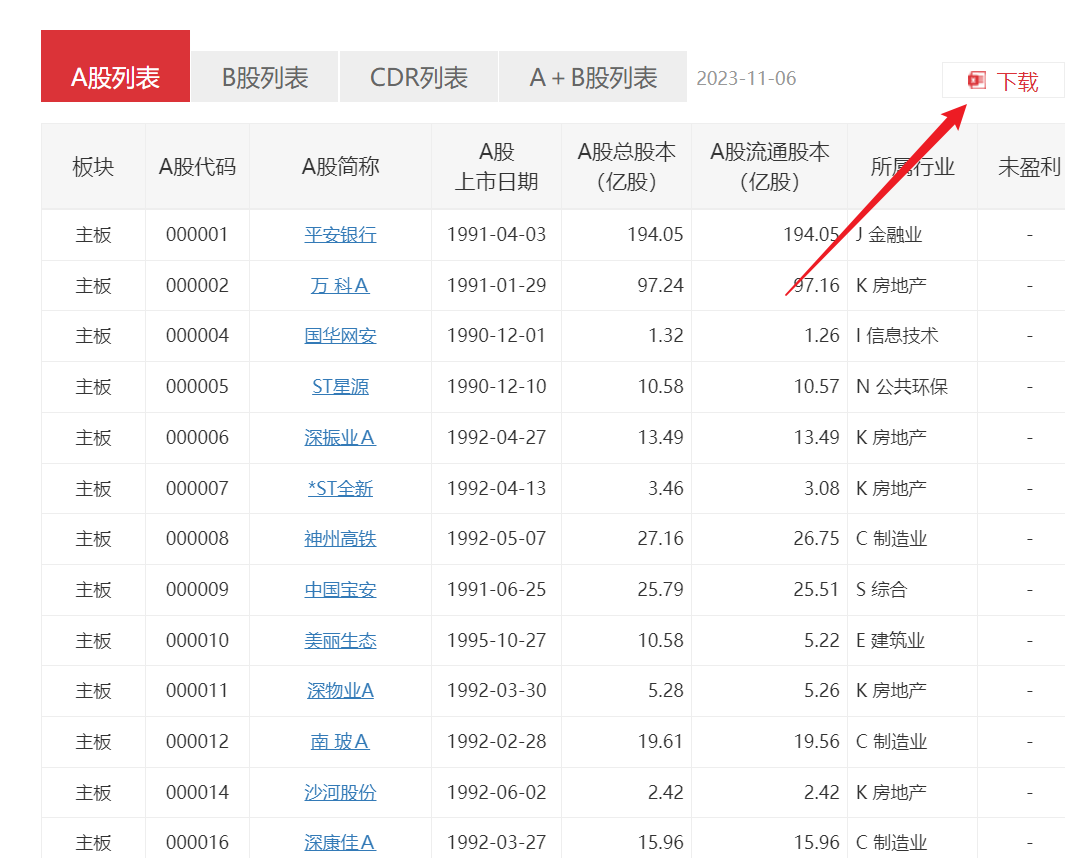 A股列表 B股列表 CDR列表 A + B股列表 2023-11-06 下载
板块 A股代码 A股简称 A股上市日期 A股总股本（亿股） A股流通股本（亿股） 所属行业 未盈利
主板 000001 平安银行 1991-04-03 194.05 194.05 J 金融业 -
主板 000002 万 科A 1991-01-29 97.24 97.16 K 房地产 -
主板 000004 国华网安 1990-12-01 1.32 1.26 I 信息技术 -
主板 000005 ST星源 1990-12-10 10.58 10.57 N 公共环保 -
主板 000006 深振业A 1992-04-27 13.49 13.49 K 房地产 -
主板 000007 *ST全新 1992-04-13 3.46 3.08 K 房地产 -
主板 000008 神州高铁 1992-05-07 27.16 26.75 C 制造业 -
主板 000009 中国宝安 1991-06-25 25.79 25.51 S 综合 -
主板 000010 美丽生态 1995-10-27 10.58 5.22 E 建筑业 -
主板 000011 深物业A 1992-03-30 5.28 5.26 K 房地产 -
主板 000012 南 玻A 1992-02-28 19.61 19.56 C 制造业 -
主板 000014 沙河股份 1992-06-02 2.42 2.42 K 房地产 -
主板 000016 深康佳A 1992-03-27 15.96 15.96 C 制造业 -